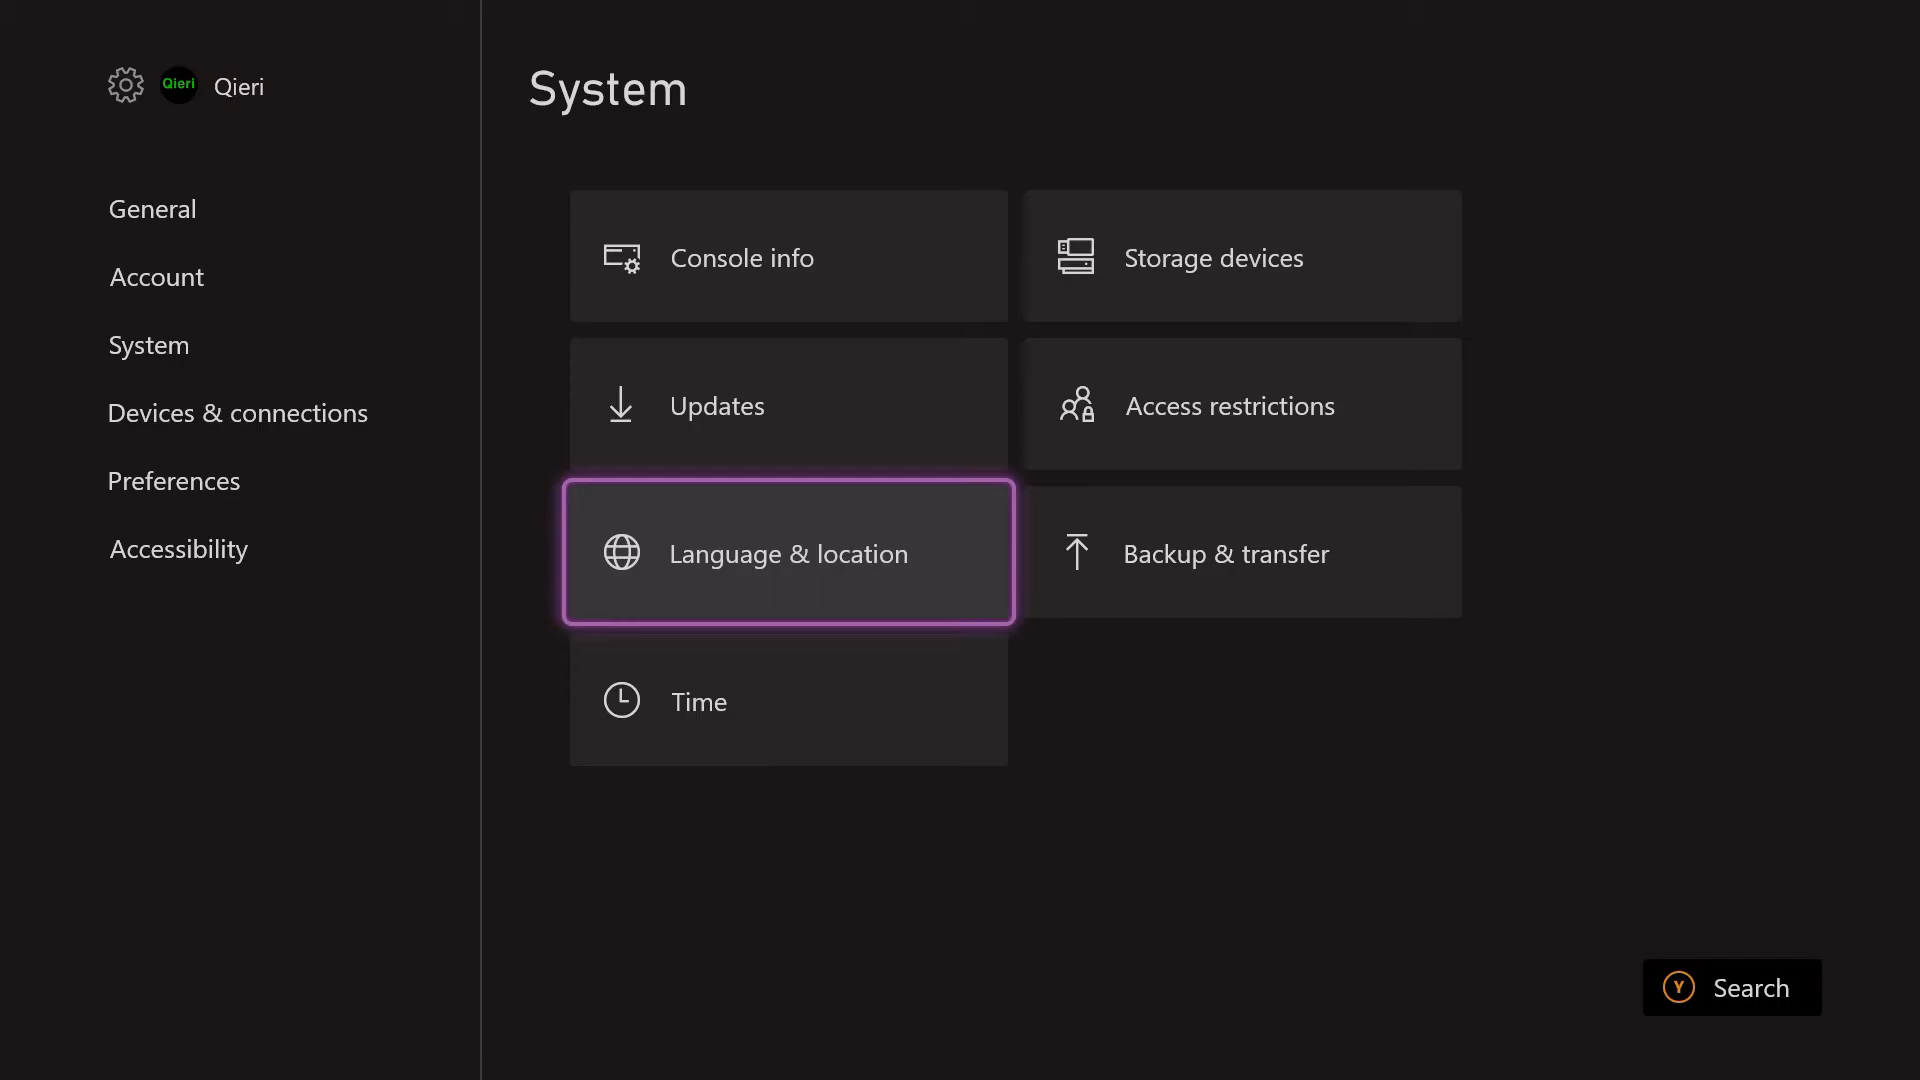 Qieri Qieri
General
Account
System
Devices & connections
Preferences
Accessibility
System
Console info
Storage devices
Updates
Access restrictions
Language & location
Backup & transfer
Time
Y Search